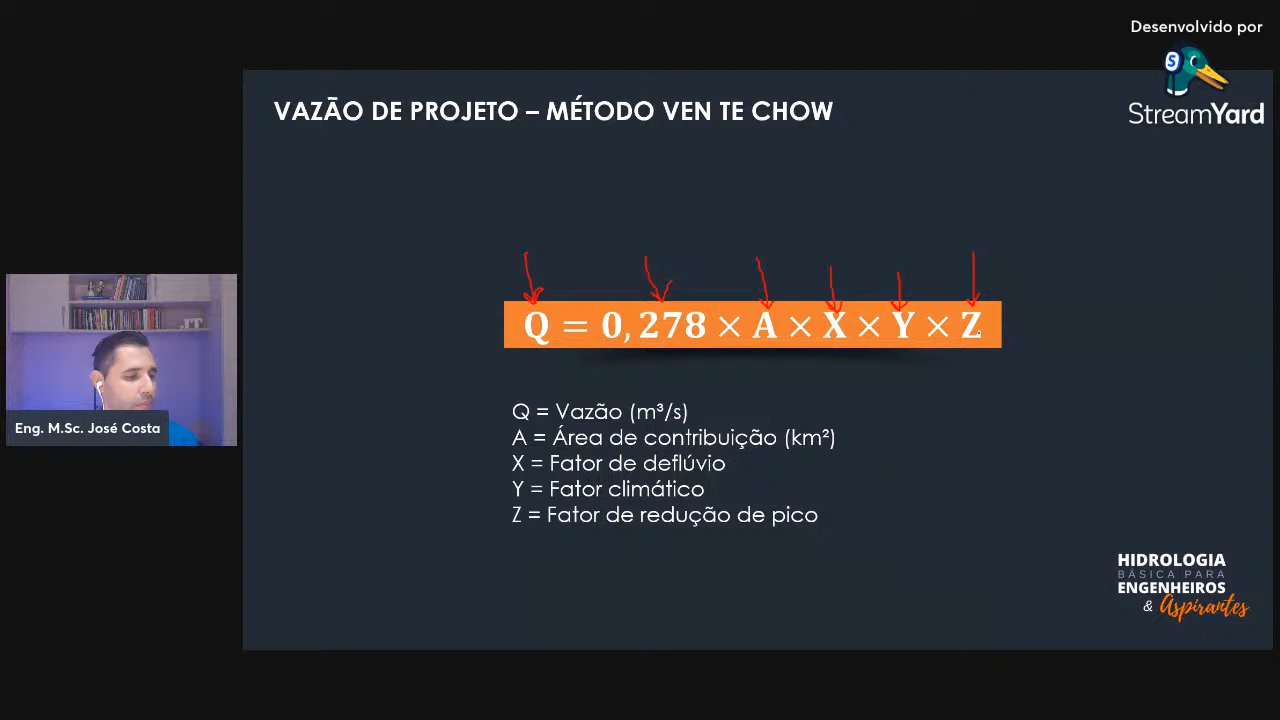 Desenvolvido por
StreamYard
VAZÃO DE PROJETO – MÉTODO VEN TE CHOW
Q = 0,278 × A × X × Y × Z
Q = Vazão (m³/s)
A = Área de contribuição (km²)
X = Fator de deflúvio
Y = Fator climático
Z = Fator de redução de pico
Eng. M.Sc. José Costa
HIDROLOGIA
BÁSICA PARA
ENGENHEIROS
& Aspirantes